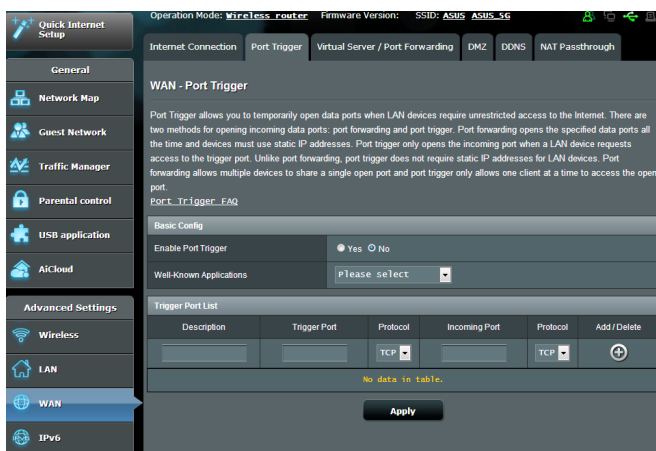 Operation Mode: Wireless router Firmware Version: SSID: ASUS ASUS_5G
Quick Internet Setup
Internet Connection Port Trigger Virtual Server / Port Forwarding DMZ DDNS NAT Passthrough
General
Network Map
Guest Network
Traffic Manager
Parental control
USB application
AiCloud
Advanced Settings
Wireless
LAN
WAN
IPv6
WAN - Port Trigger
Port Trigger allows you to temporarily open data ports when LAN devices require unrestricted access to the Internet. There are
two methods for opening incoming data ports: port forwarding and port trigger. Port forwarding opens the specified data ports all
the time and devices must use static IP addresses. Port trigger only opens the incoming port when a LAN device requests
access to the trigger port. Unlike port forwarding, port trigger does not require static IP addresses for LAN devices. Port
forwarding allows multiple devices to share a single open port and port trigger only allows one client at a time to access the open
port.
Port Trigger FAQ
Basic Config
Enable Port Trigger Yes No
Well-Known Applications Please select
Trigger Port List
Description Trigger Port Protocol Incoming Port Protocol Add / Delete
TCP TCP
No data in table.
Apply